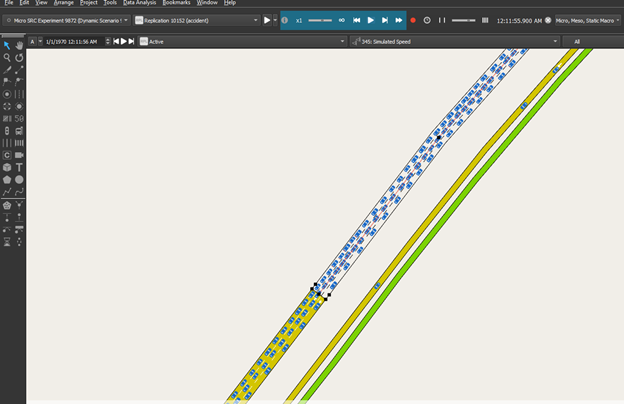 File Edit View Arrange Project Tools Data Analysis Bookmarks Window Help
Micro SRC Experiment 9872 {Dynamic Scenario Replication 10152 (accident) x1 ∞ 12:11:55.900 AM Micro, Meso, Static Macro
A 1/1/1970 12:11:56 AM Active 345: Simulated Speed All
50
C
T